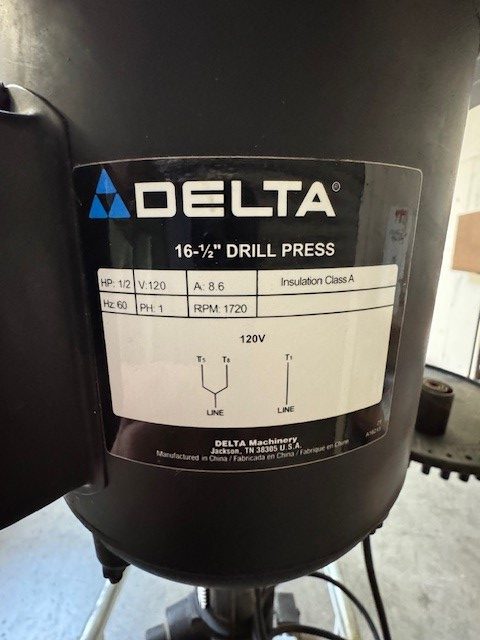 DELTA®
16-½" DRILL PRESS
HP: 1/2 V:120 A: 8.6 Insulation Class A
Hz: 60 PH: 1 RPM: 1720
120V
T5 T8 T1
LINE LINE
DELTA Machinery
Jackson, TN 38305 U.S.A.
Manufactured in China / Fabricada en China / Fabriqué en Chine